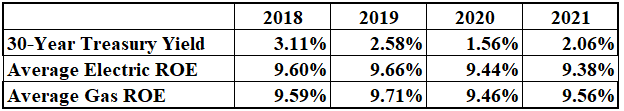 2018 2019 2020 2021
30-Year Treasury Yield 3.11% 2.58% 1.56% 2.06%
Average Electric ROE 9.60% 9.66% 9.44% 9.38%
Average Gas ROE 9.59% 9.71% 9.46% 9.56%